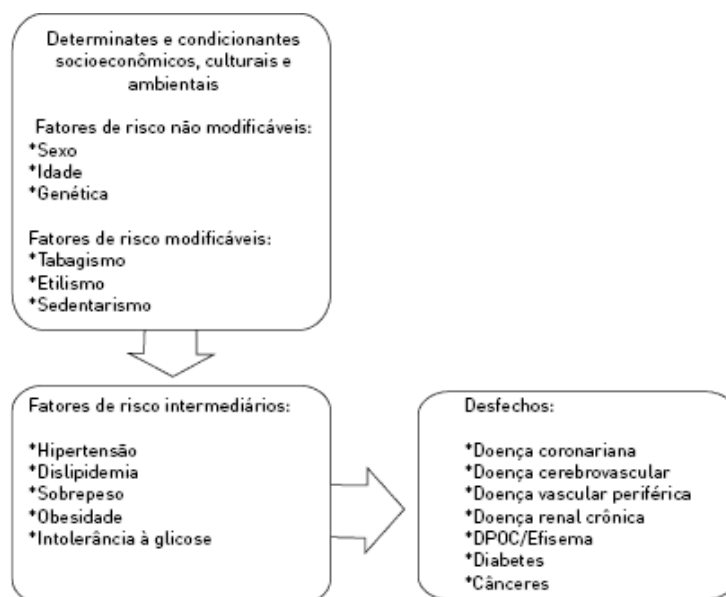 Determinates e condicionantes
socioeconômicos, culturais e
ambientais
Fatores de risco não modificáveis:
*Sexo
*Idade
*Genética
Fatores de risco modificáveis:
*Tabagismo
*Etilismo
*Sedentarismo
Fatores de risco intermediários:
*Hipertensão
*Dislipidemia
*Sobrepeso
*Obesidade
*Intolerância à glicose
Desfechos:
*Doença coronariana
*Doença cerebrovascular
*Doença vascular periférica
*Doença renal crônica
*DPOC/Efisema
*Diabetes
*Cânceres